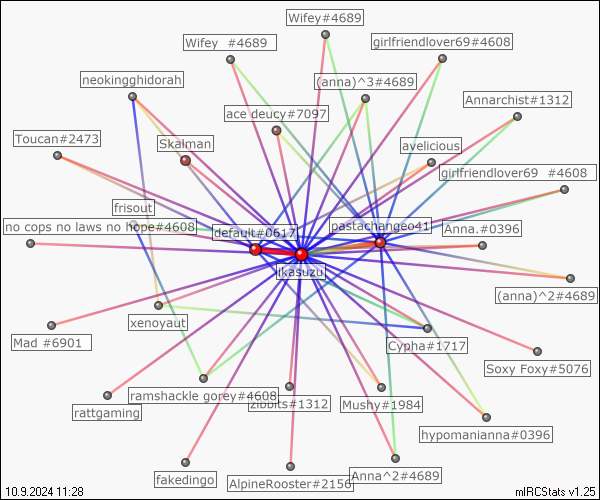 Wifey#4689
Wifey  #4689
girlfriendlover69#4608
neokingghidorah
(anna)^3#4689
Annarchist#1312
ace deucy#7097
Toucan#2473
Skalman
avelicious
girlfriendlover69  #4608
frisout
no cops no laws no hope#4608
default#0617
pastachangeo41
Anna.#0396
ikasuzu
(anna)^2#4689
xenoyaut
Mad #6901
Cypha#1717
Soxy Foxy#5076
ramshackle gorey#4608
zibbits#1312
Mushy#1984
rattgaming
hypomanianna#0396
fakedingo
AlpineRooster#2150
Anna^2#4689
10.9.2024 11:28
mIRCStats v1.25